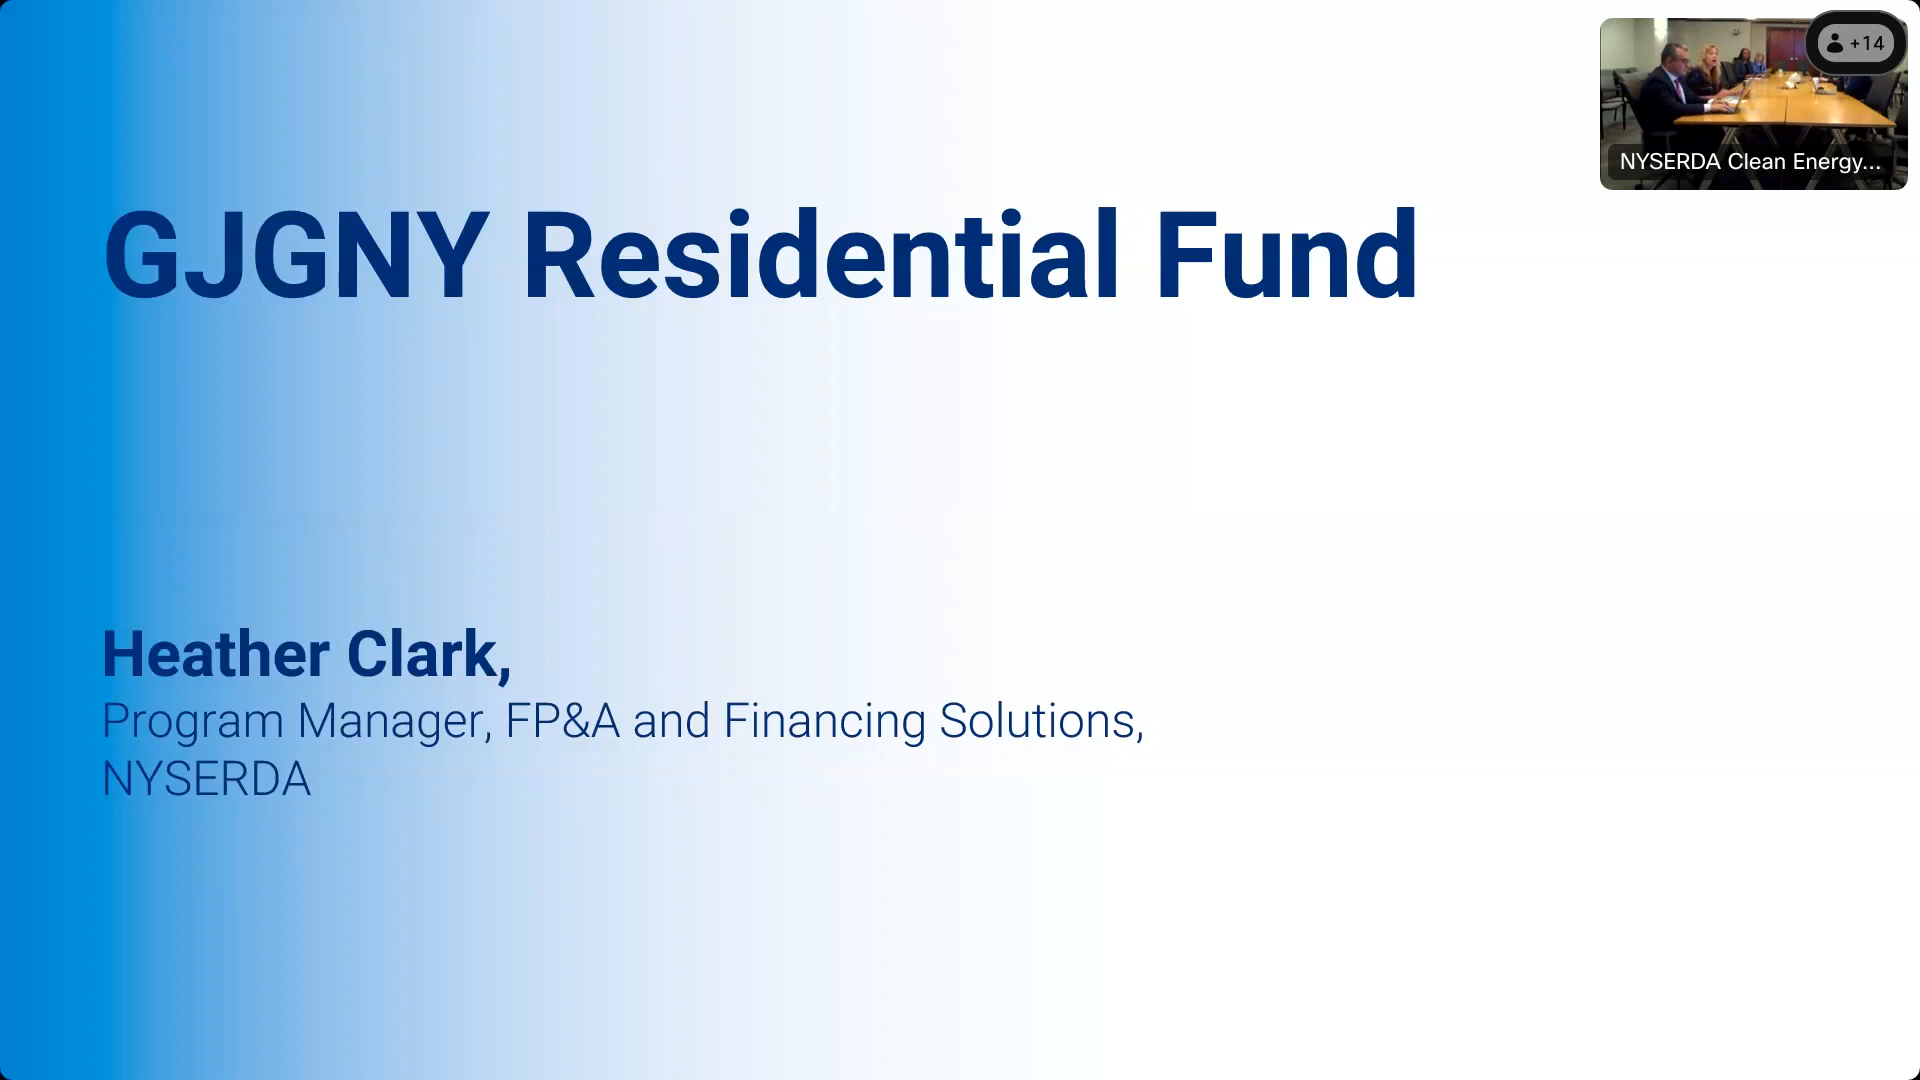 +14
NYSERDA Clean Energy...
GJGNY Residential Fund
Heather Clark,
Program Manager, FP&A and Financing Solutions,
NYSERDA